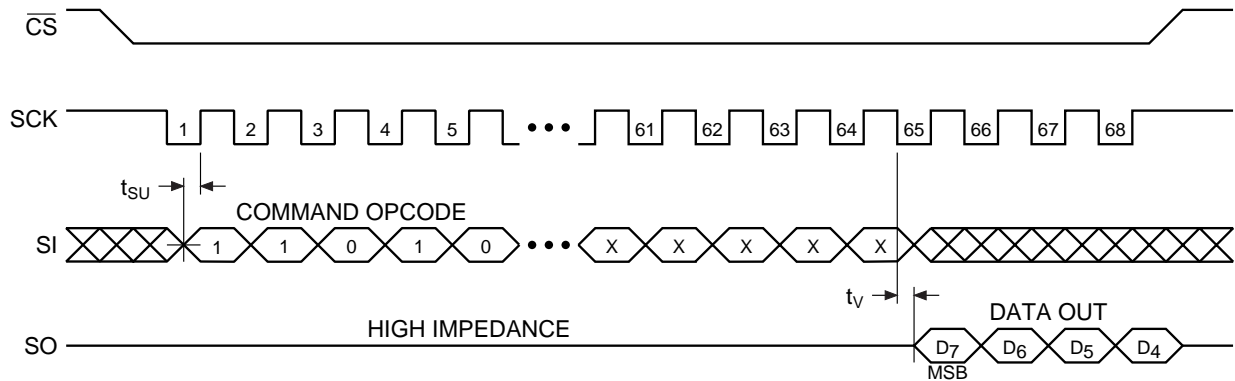 C̅S̅
SCK 1 2 3 4 5 ••• 61 62 63 64 65 66 67 68
tSU
COMMAND OPCODE
SI 1 1 0 1 0 ••• X X X X X
tV
HIGH IMPEDANCE
DATA OUT
SO D7 D6 D5 D4
MSB